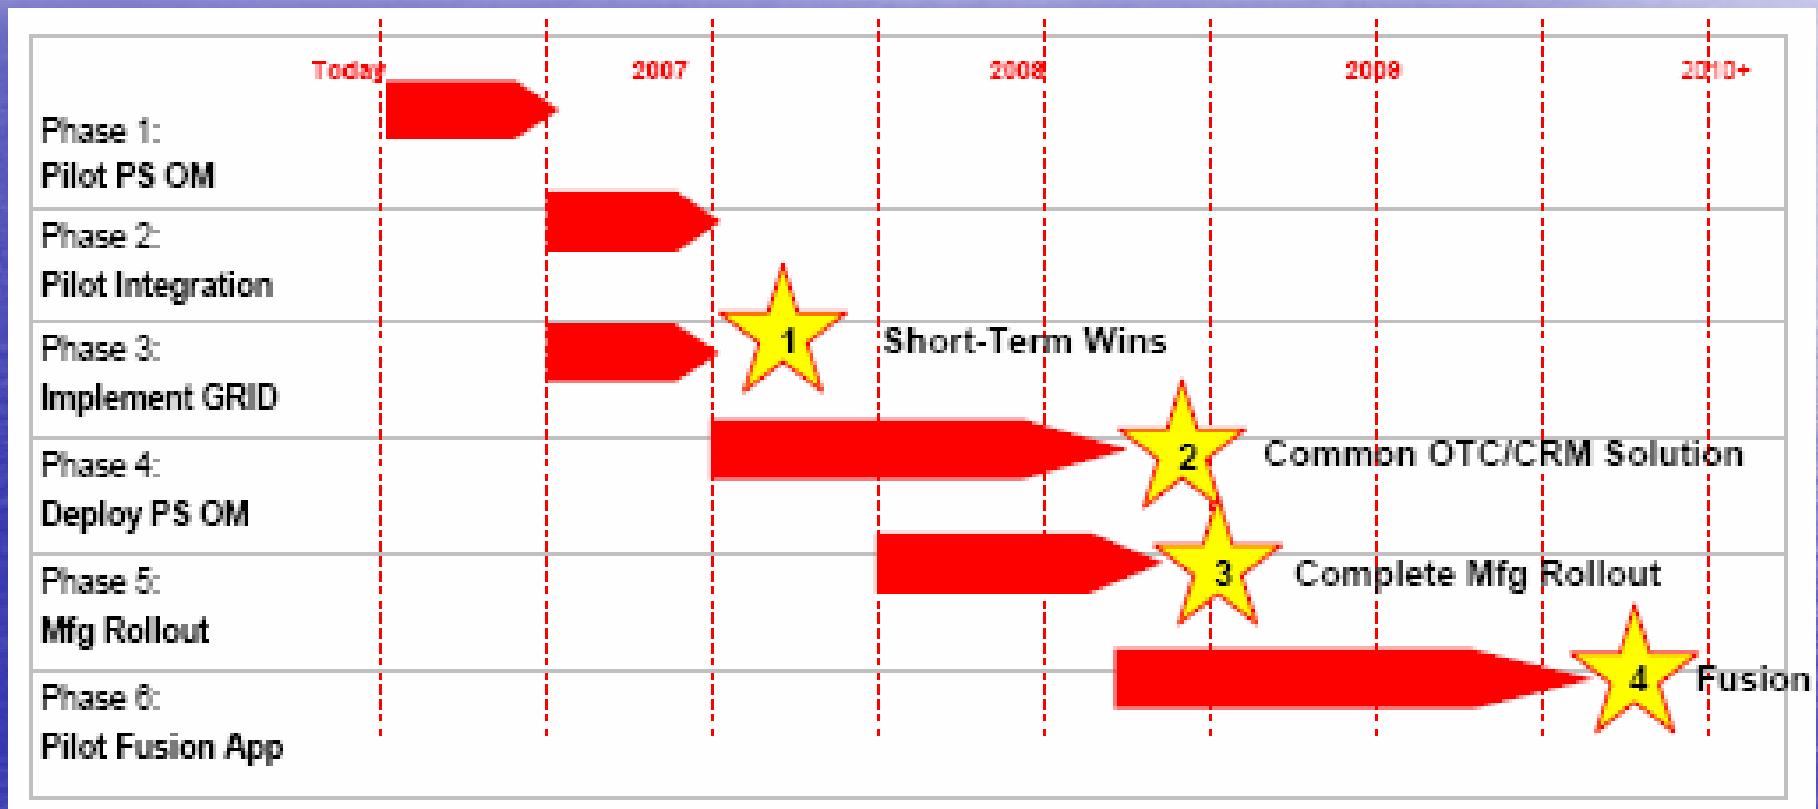 Today 2007 2008 2009 2010+
Phase 1:
Pilot PS OM
Phase 2:
Pilot Integration
Phase 3:
Implement GRID
1 Short-Term Wins
Phase 4:
Deploy PS OM
2 Common OTC/CRM Solution
Phase 5:
Mfg Rollout
3 Complete Mfg Rollout
Phase 6:
Pilot Fusion App
4 Fusion